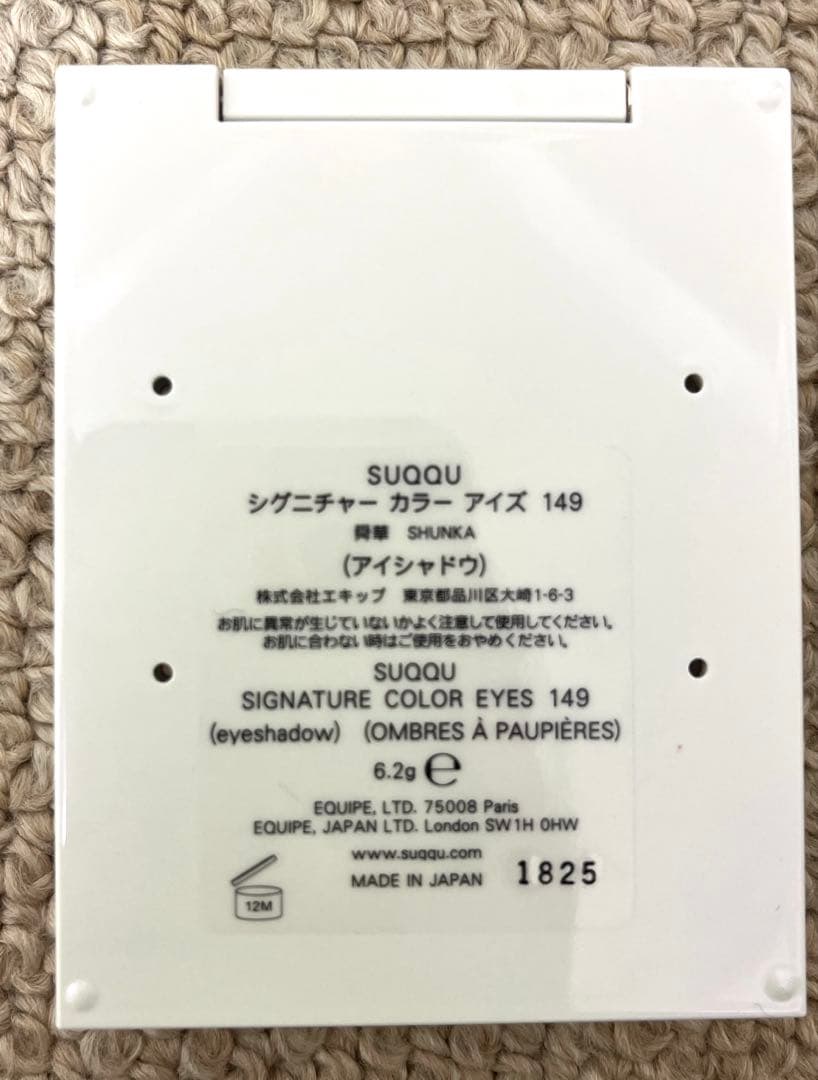 SUQQU
シグニチャー カラー アイズ 149
舜華 SHUNKA
(アイシャドウ)
株式会社エキップ 東京都品川区大崎1-6-3
お肌に異常が生じていないかよく注意して使用してください。
お肌に合わない時はご使用をおやめください。
SUQQU
SIGNATURE COLOR EYES 149
(eyeshadow) (OMBRES À PAUPIÈRES)
6.2g ℮
EQUIPE, LTD. 75008 Paris
EQUIPE, JAPAN LTD. London SW1H 0HW
www.suqqu.com
MADE IN JAPAN 1825
12M